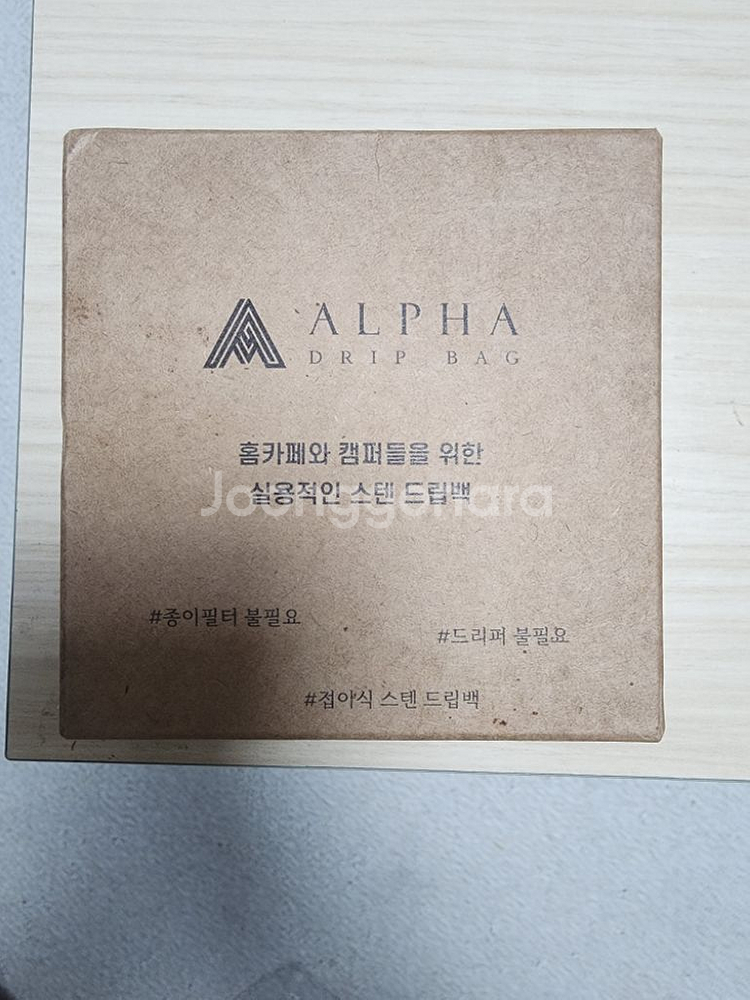 ALPHA
DRIP BAG
홈카페와 캠퍼들을 위한
실용적인 스텐 드립백
Joonggonara
#종이필터 불필요
#드리퍼 불필요
#접이식 스텐 드립백